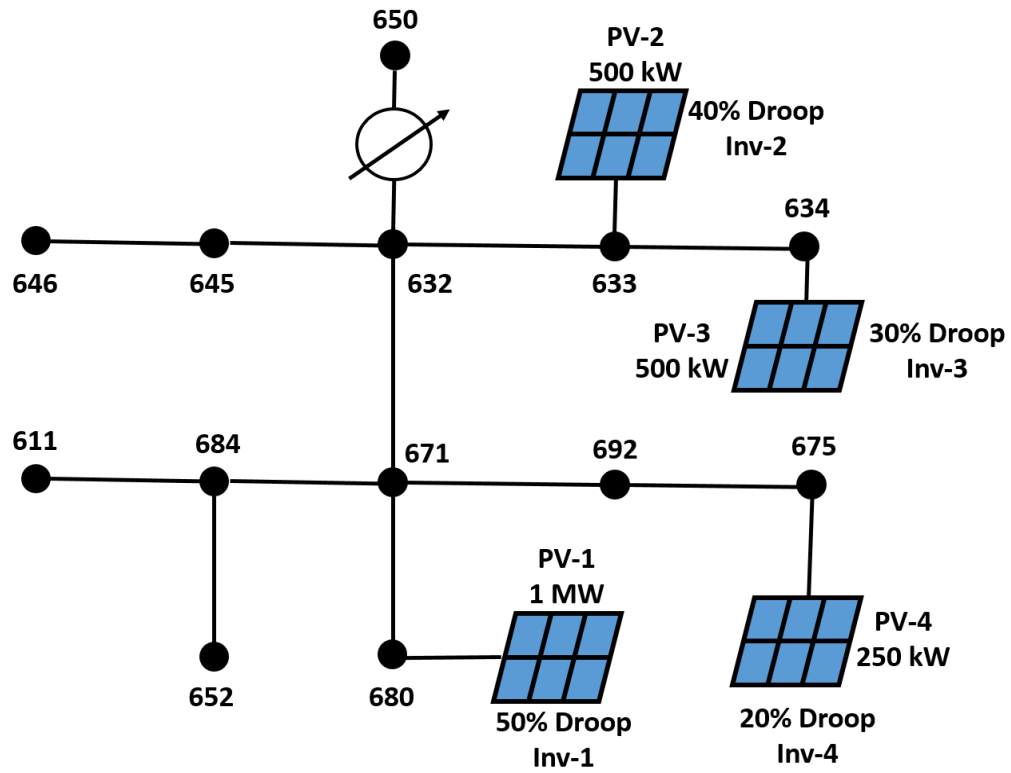 650
PV-2
500 kW
40% Droop
Inv-2
634
646
645
632
633
PV-3
500 kW
30% Droop
Inv-3
611
684
671
692
675
PV-1
1 MW
PV-4
250 kW
652
680
50% Droop
Inv-1
20% Droop
Inv-4